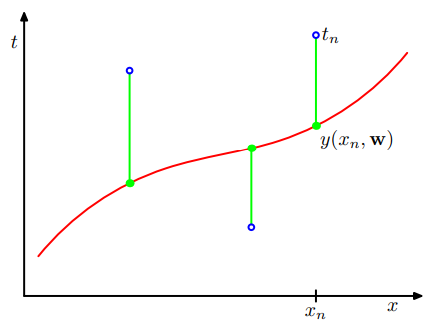 t
t_n
y(x_n, w)
x_n
x